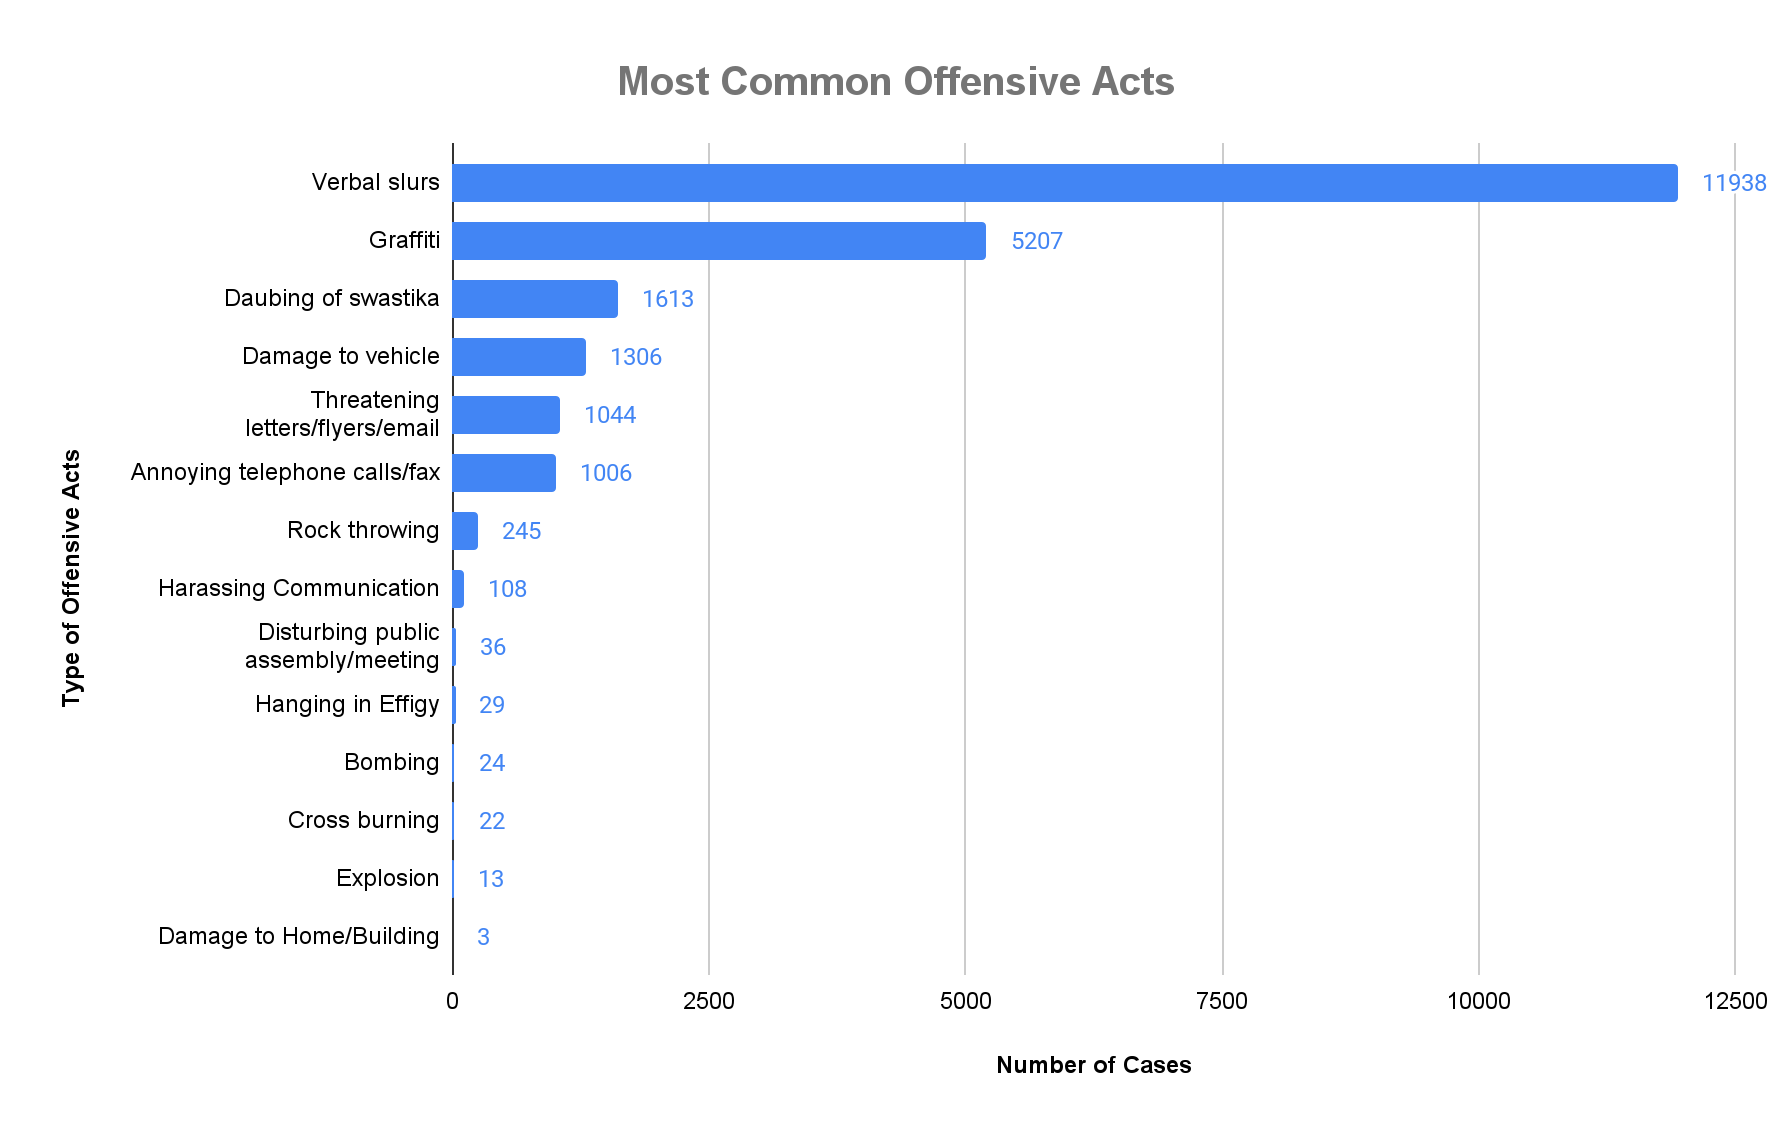 Most Common Offensive Acts
Type of Offensive Acts
Verbal slurs 11938
Graffiti 5207
Daubing of swastika 1613
Damage to vehicle 1306
Threatening
letters/flyers/email 1044
Annoying telephone calls/fax 1006
Rock throwing 245
Harassing Communication 108
Disturbing public
assembly/meeting 36
Hanging in Effigy 29
Bombing 24
Cross burning 22
Explosion 13
Damage to Home/Building 3
0 2500 5000 7500 10000 12500
Number of Cases